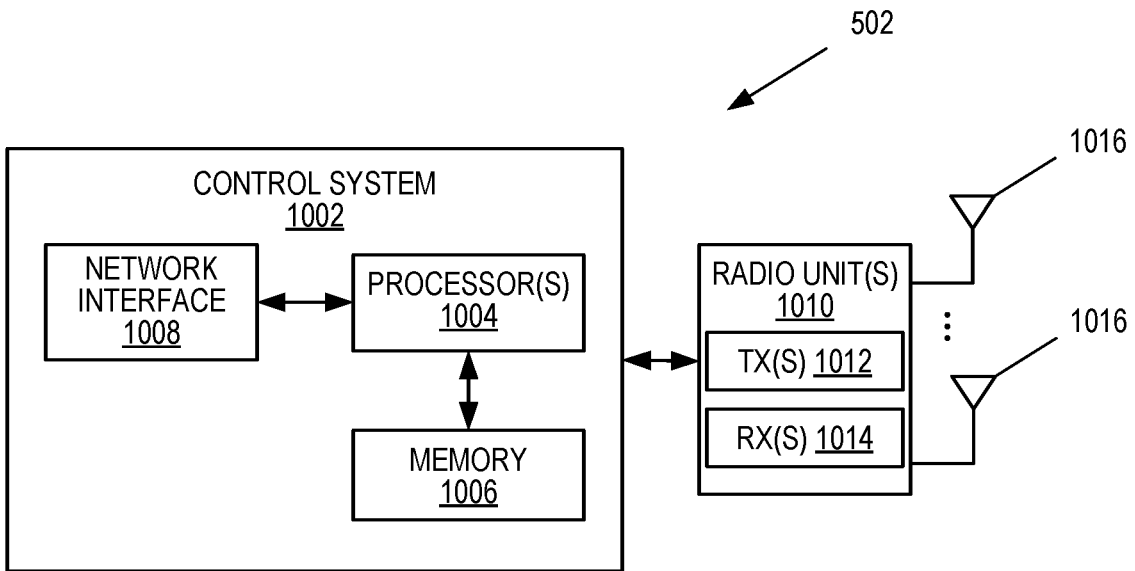 502
1016
CONTROL SYSTEM
1002
NETWORK
INTERFACE
1008
PROCESSOR(S)
1004
MEMORY
1006
RADIO UNIT(S)
1010
TX(S) 1012
RX(S) 1014
1016